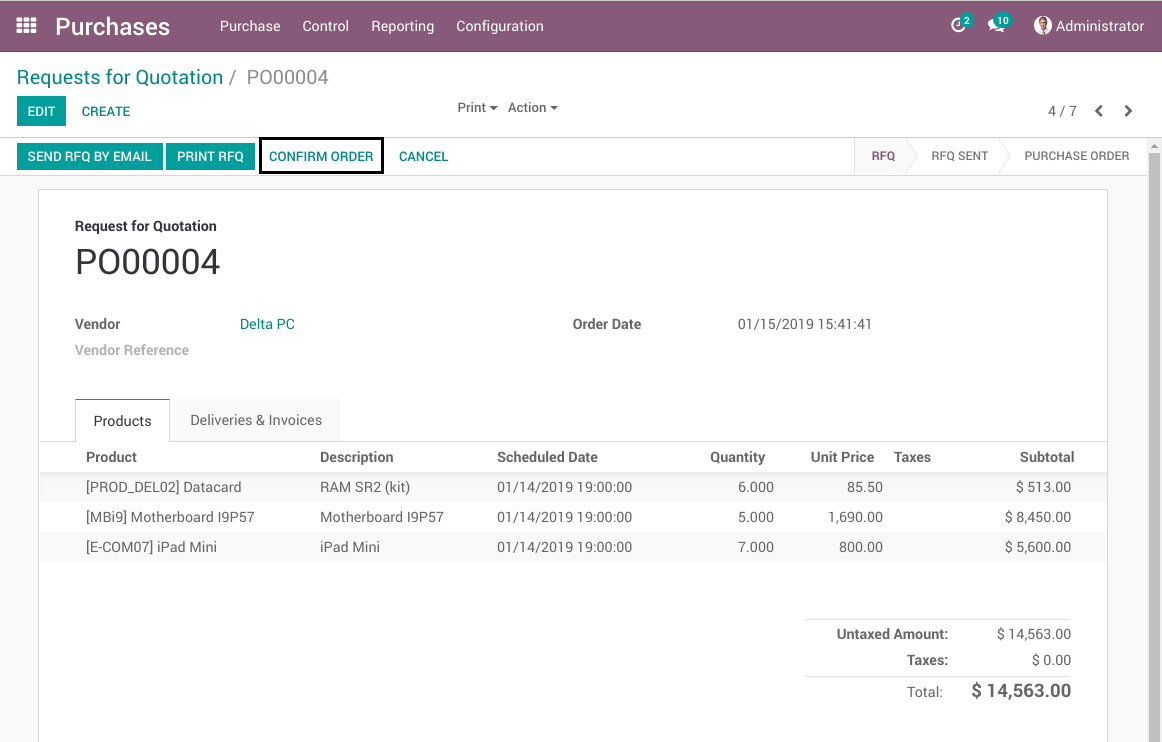 Purchases Purchase Control Reporting Configuration 2 10 Administrator
Requests for Quotation / PO00004
EDIT CREATE Print Action 4 / 7
SEND RFQ BY EMAIL PRINT RFQ CONFIRM ORDER CANCEL RFQ RFQ SENT PURCHASE ORDER
Request for Quotation
PO00004
Vendor Delta PC Order Date 01/15/2019 15:41:41
Vendor Reference
Products Deliveries & Invoices
Product Description Scheduled Date Quantity Unit Price Taxes Subtotal
[PROD_DEL02] Datacard RAM SR2 (kit) 01/14/2019 19:00:00 6.000 85.50 $ 513.00
[MBi9] Motherboard I9P57 Motherboard I9P57 01/14/2019 19:00:00 5.000 1,690.00 $ 8,450.00
[E-COM07] iPad Mini iPad Mini 01/14/2019 19:00:00 7.000 800.00 $ 5,600.00
Untaxed Amount: $ 14,563.00
Taxes: $ 0.00
Total: $ 14,563.00